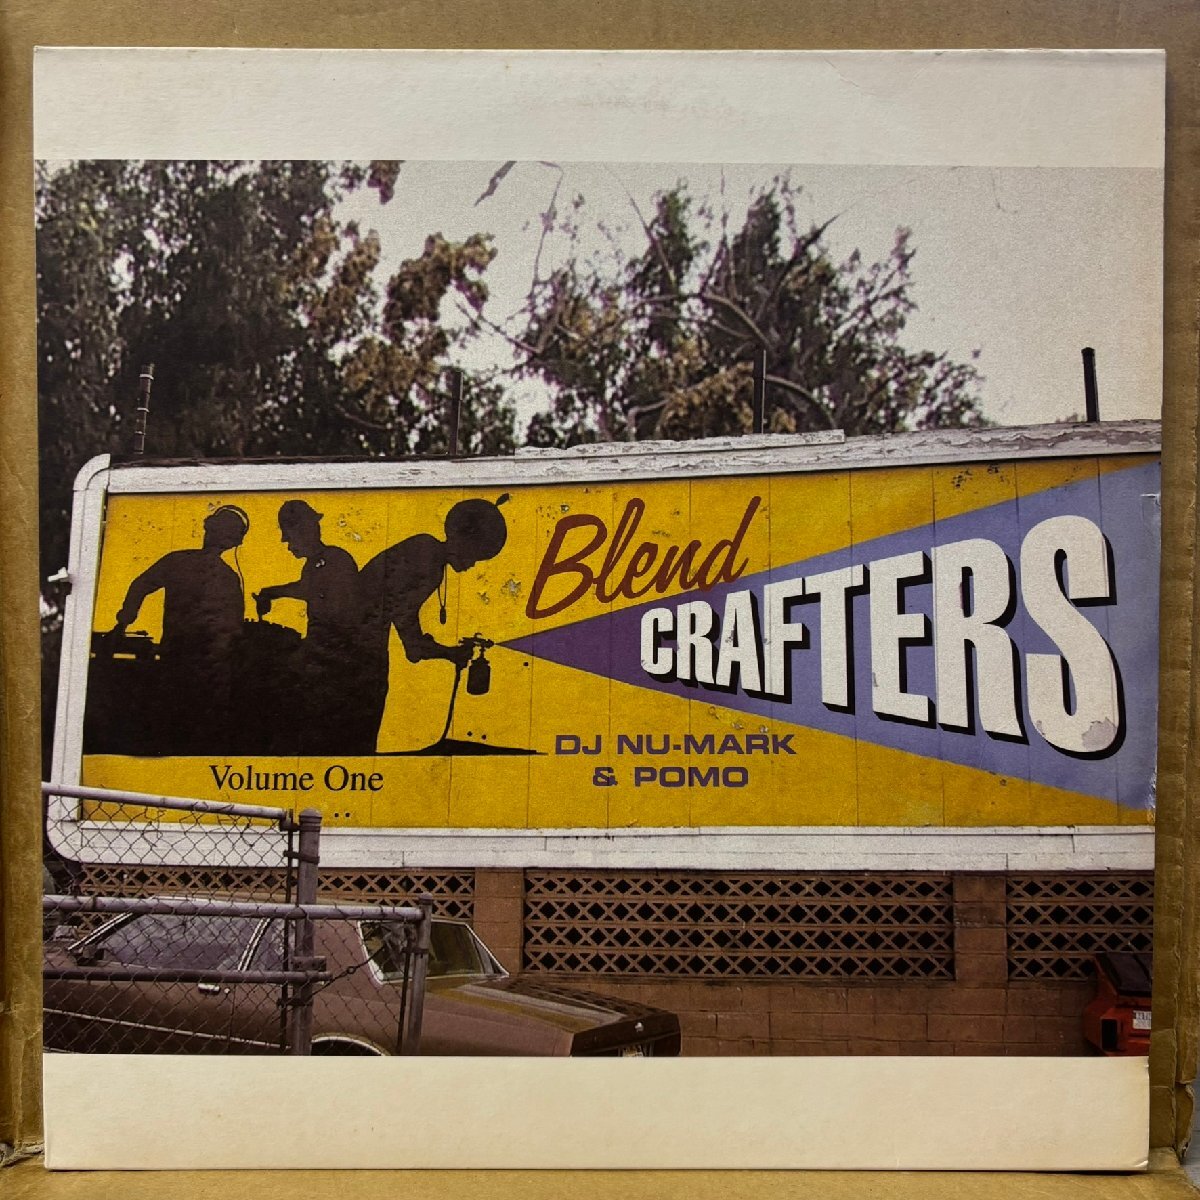 Blend
CRAFTERS
DJ NU-MARK
& POMO
Volume One